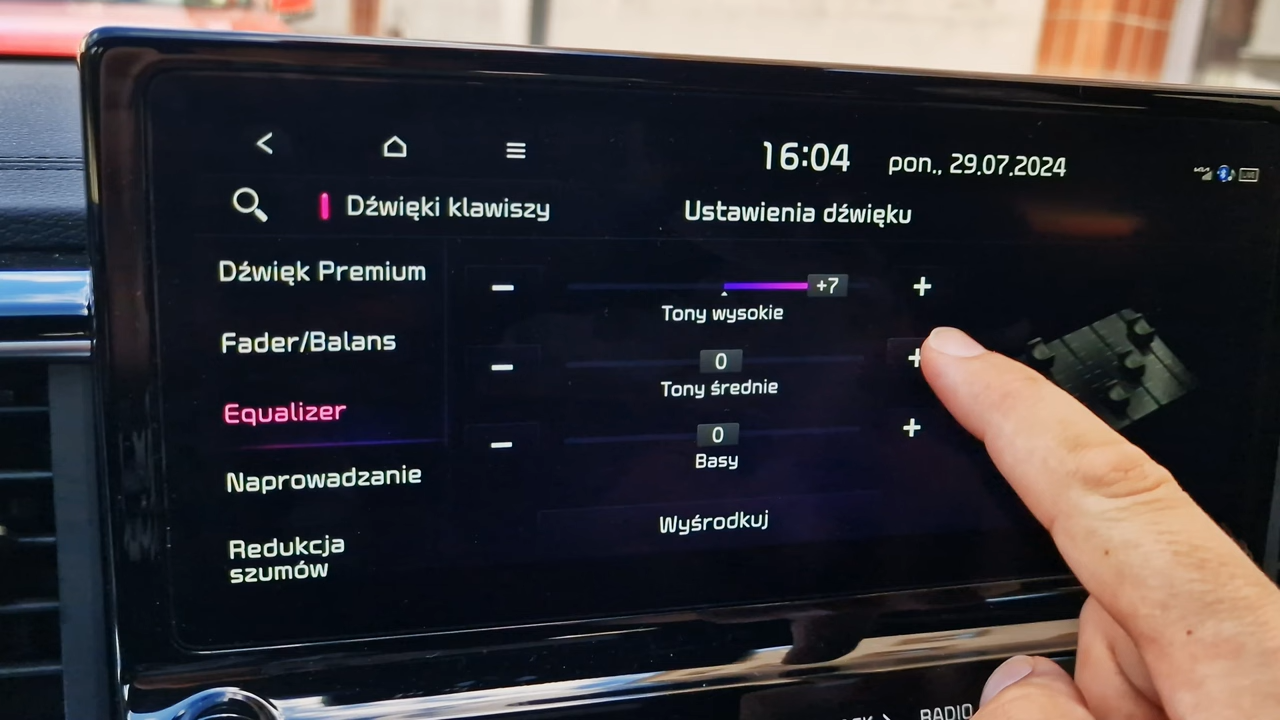 16:04 pon., 29.07.2024
Dźwięki klawiszy
Ustawienia dźwięku
Dźwięk Premium
+7
Tony wysokie
Fader/Balans
0
Tony średnie
Equalizer
0
Basy
Naprowadzanie
Wyśrodkuj
Redukcja
szumów
RADIO